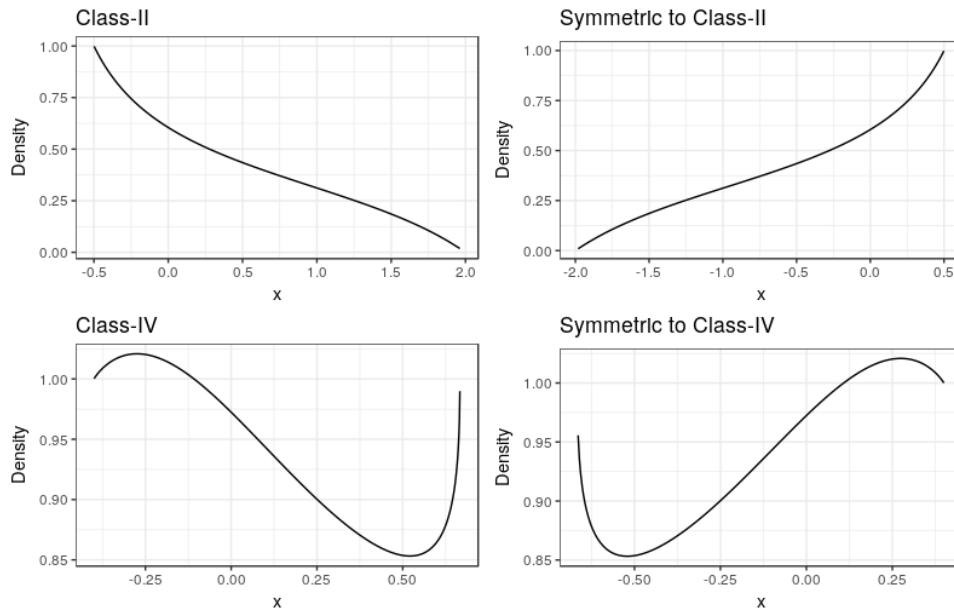 Class-II
1.00
0.75
0.50
0.25
0.00
Density
-0.5 0.0 0.5 1.0 1.5 2.0
x
Symmetric to Class-II
1.00
0.75
0.50
0.25
0.00
Density
-2.0 -1.5 -1.0 -0.5 0.0 0.5
x
Class-IV
1.00
0.95
0.90
0.85
Density
-0.25 0.00 0.25 0.50
x
Symmetric to Class-IV
1.00
0.95
0.90
0.85
Density
-0.50 -0.25 0.00 0.25
x